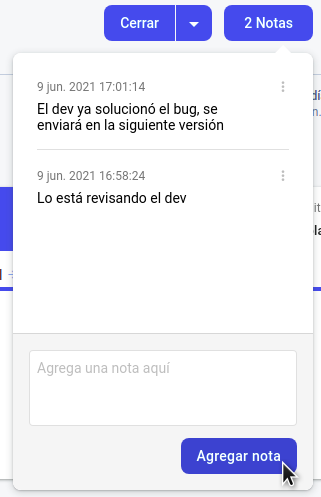 Cerrar
2 Notas
9 jun. 2021 17:01:14
El dev ya solucionó el bug, se
enviará en la siguiente versión
9 jun. 2021 16:58:24
Lo está revisando el dev
Agrega una nota aquí
Agregar nota